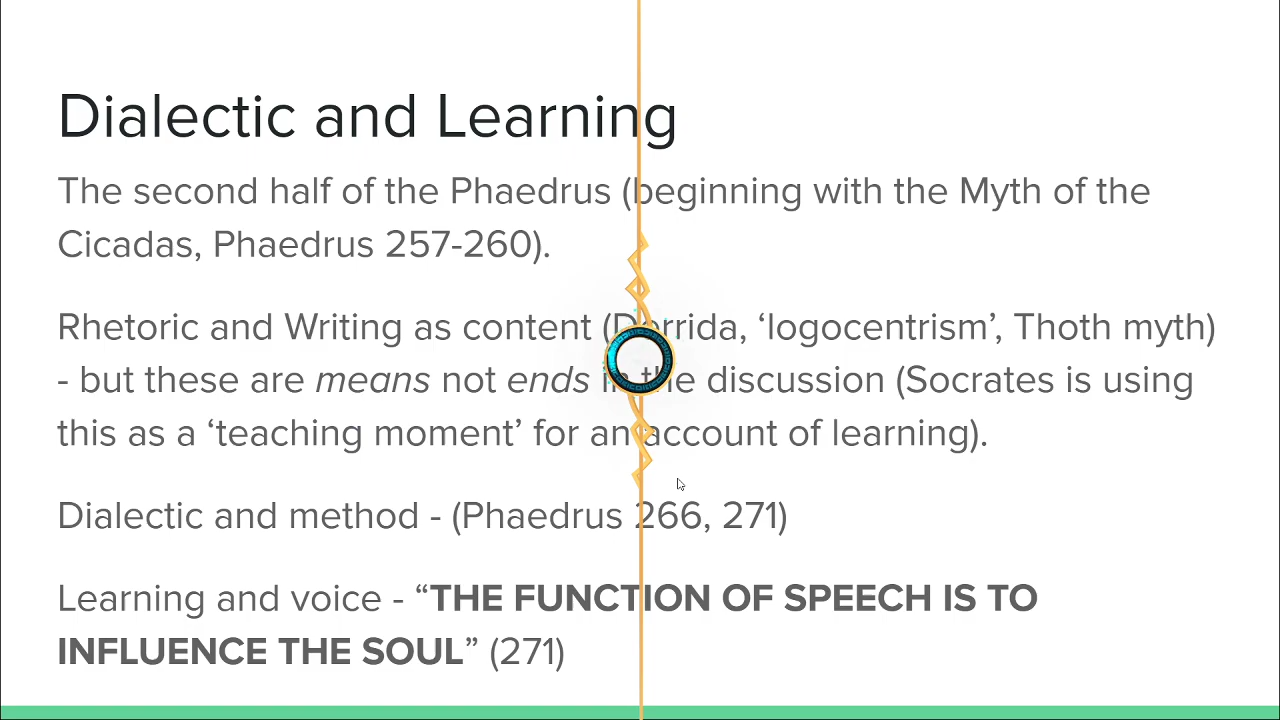 Dialectic and Learning
The second half of the Phaedrus (beginning with the Myth of the
Cicadas, Phaedrus 257-260).
Rhetoric and Writing as content (Derrida, ‘logocentrism’, Thoth myth)
- but these are means not ends in the discussion (Socrates is using
this as a ‘teaching moment’ for an account of learning).
Dialectic and method - (Phaedrus 266, 271)
Learning and voice - “THE FUNCTION OF SPEECH IS TO
INFLUENCE THE SOUL” (271)